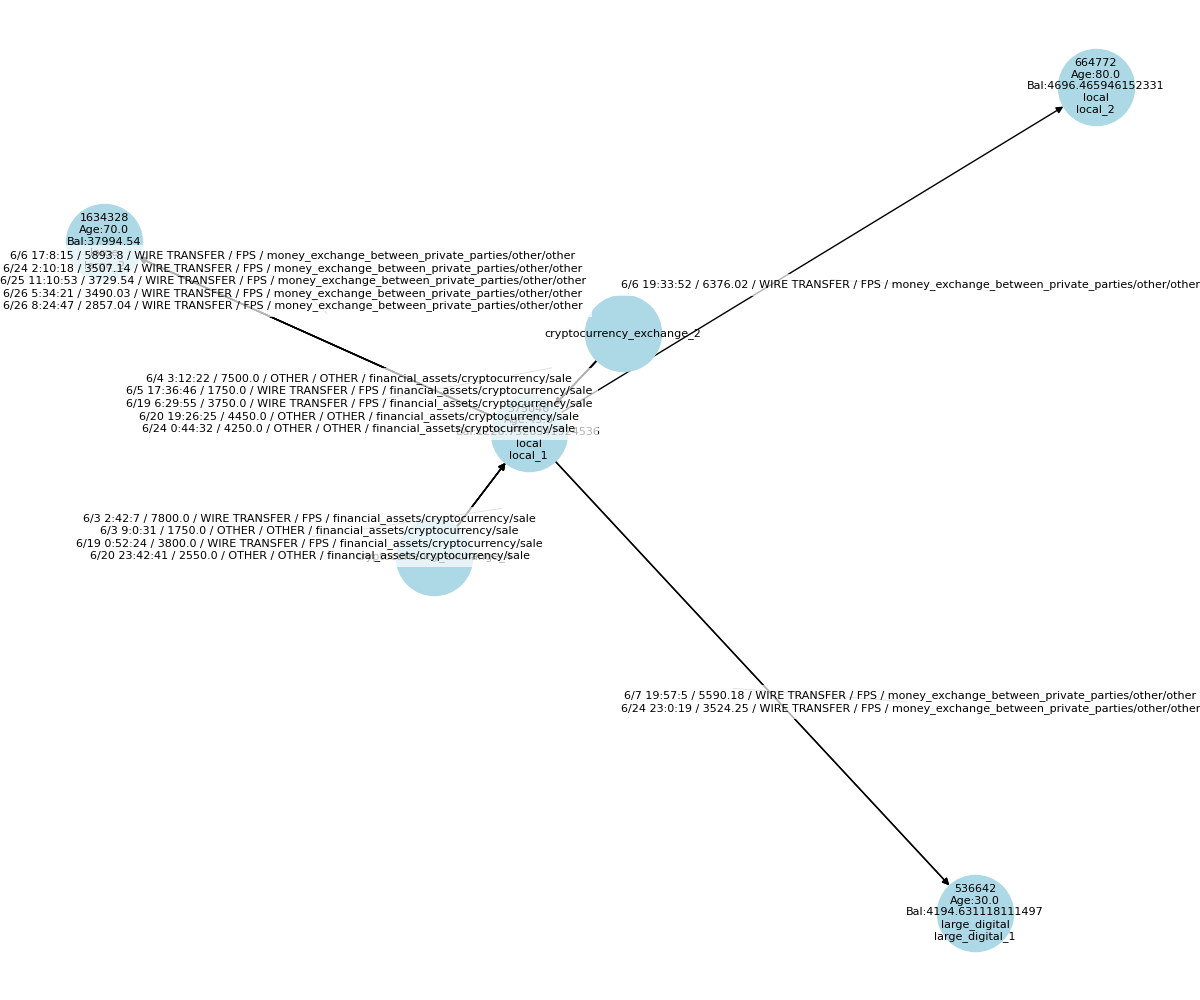 664772
Age:80.0
Bal:4696.465946152331
local
local_2
1634328
Age:70.0
Bal:37994.54
6/6 17:8:15 / 5893.8 / WIRE TRANSFER / FPS / money_exchange_between_private_parties/other/other
6/24 2:10:18 / 3507.14 / WIRE TRANSFER / FPS / money_exchange_between_private_parties/other/other
6/25 11:10:53 / 3729.54 / WIRE TRANSFER / FPS / money_exchange_between_private_parties/other/other
6/26 5:34:21 / 3490.03 / WIRE TRANSFER / FPS / money_exchange_between_private_parties/other/other
6/26 8:24:47 / 2857.04 / WIRE TRANSFER / FPS / money_exchange_between_private_parties/other/other
6/6 19:33:52 / 6376.02 / WIRE TRANSFER / FPS / money_exchange_between_private_parties/other/other
cryptocurrency_exchange_2
6/4 3:12:22 / 7500.0 / OTHER / OTHER / financial_assets/cryptocurrency/sale
6/5 17:36:46 / 1750.0 / WIRE TRANSFER / FPS / financial_assets/cryptocurrency/sale
6/19 6:29:55 / 3750.0 / WIRE TRANSFER / FPS / financial_assets/cryptocurrency/sale
6/20 19:26:25 / 4450.0 / OTHER / OTHER / financial_assets/cryptocurrency/sale
6/24 0:44:32 / 4250.0 / OTHER / OTHER / financial_assets/cryptocurrency/sale
local
local_1
6/3 2:42:7 / 7800.0 / WIRE TRANSFER / FPS / financial_assets/cryptocurrency/sale
6/3 9:0:31 / 1750.0 / OTHER / OTHER / financial_assets/cryptocurrency/sale
6/19 0:52:24 / 3800.0 / WIRE TRANSFER / FPS / financial_assets/cryptocurrency/sale
6/20 23:42:41 / 2550.0 / OTHER / OTHER / financial_assets/cryptocurrency/sale
6/7 19:57:5 / 5590.18 / WIRE TRANSFER / FPS / money_exchange_between_private_parties/other/other
6/24 23:0:19 / 3524.25 / WIRE TRANSFER / FPS / money_exchange_between_private_parties/other/other
536642
Age:30.0
Bal:4194.631118111497
large_digital
large_digital_1